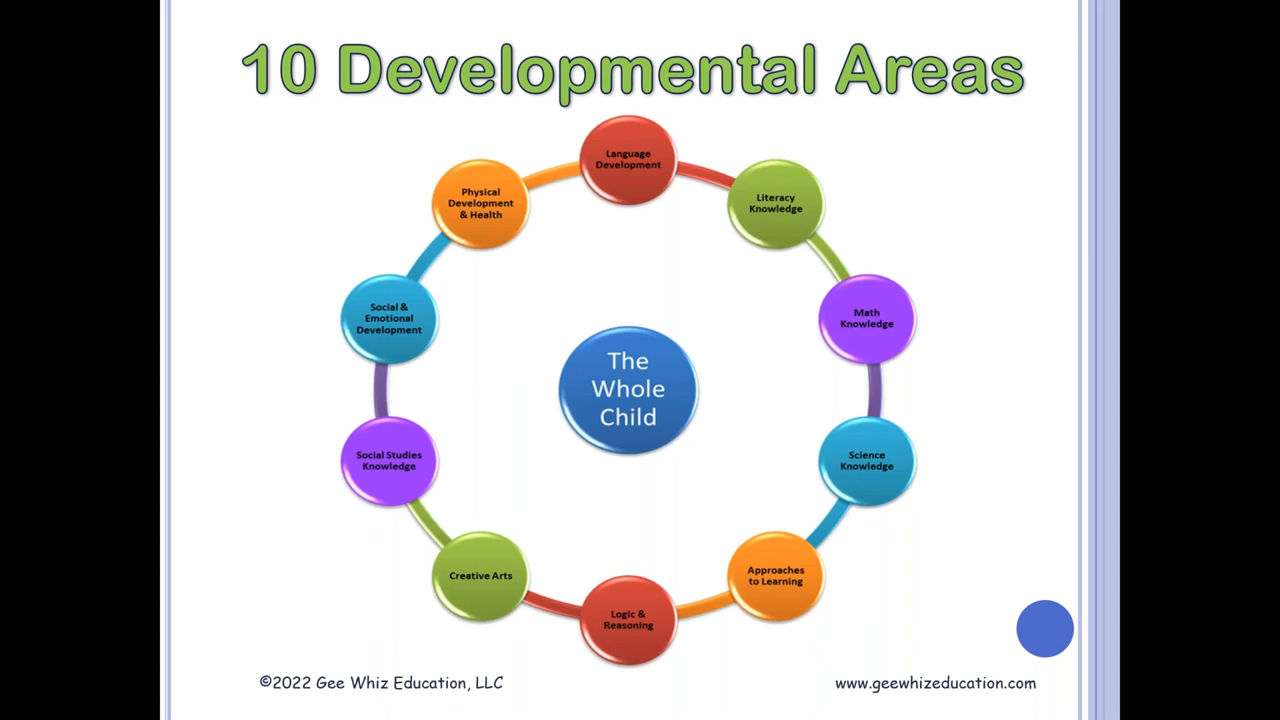 10 Developmental Areas
Language
Development
Literacy
Knowledge
Math
Knowledge
Science
Knowledge
Approaches
to Learning
Logic &
Reasoning
Creative Arts
Social Studies
Knowledge
Social &
Emotional
Development
Physical
Development
& Health
The
Whole
Child
©2022 Gee Whiz Education, LLC
www.geewhizeducation.com